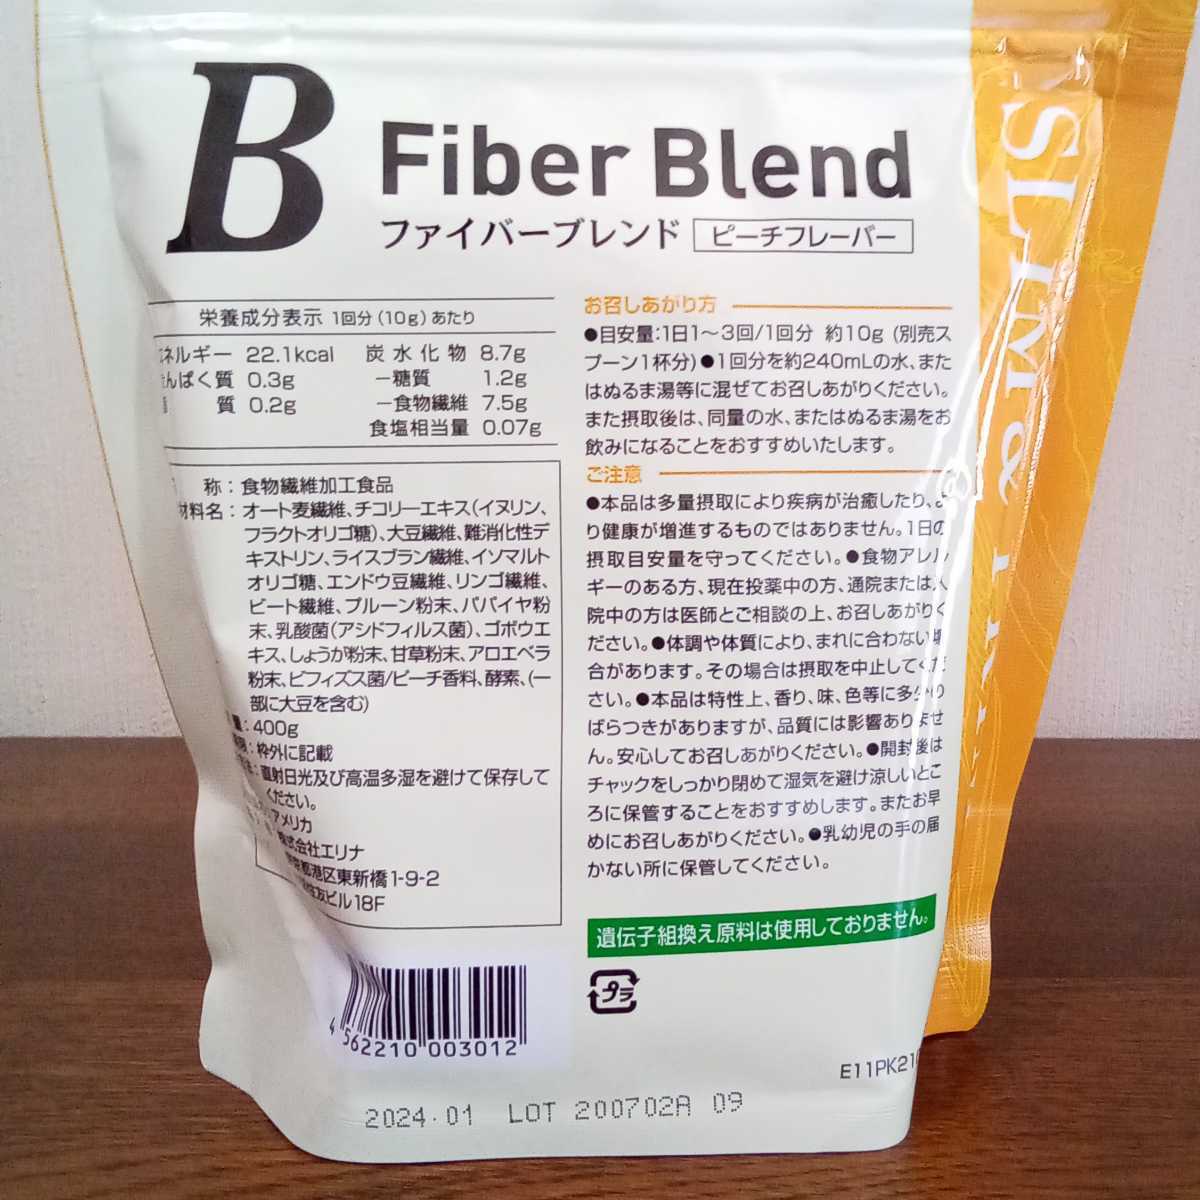 B
Fiber Blend
ファイバーブレンド ピーチフレーバー
栄養成分表示 1回分(10g)あたり
ネルギー 22.1kcal
んぱく質 0.3g
質 0.2g
炭水化物 8.7g
−糖質 1.2g
−食物繊維 7.5g
食塩相当量 0.07g
称:食物繊維加工食品
材料名:オート麦繊維、チコリーエキス(イヌリン、
フラクトオリゴ糖)、大豆繊維、難消化性デ
キストリン、ライスブラン繊維、イソマルト
オリゴ糖、エンドウ豆繊維、リンゴ繊維、
ビート繊維、プルーン粉末、パパイヤ粉
末、乳酸菌(アシドフィルス菌)、ゴボウエ
キス、しょうが粉末、甘草粉末、アロエベラ
粉末、ビフィズス菌/ピーチ香料、酵素、(一
部に大豆を含む)
量:400g
:枠外に記載
:直射日光及び高温多湿を避けて保存して
ください。
アメリカ
株式会社エリナ
京都港区東新橋1-9-2
住友ビル18F
お召しあがり方
●目安量:1日1〜3回/1回分 約10g (別売ス
プーン1杯分)●1回分を約240mLの水、また
はぬるま湯等に混ぜてお召しあがりください。
また摂取後は、同量の水、またはぬるま湯をお
飲みになることをおすすめいたします。
ご注意
●本品は多量摂取により疾病が治癒したり、よ
り健康が増進するものではありません。1日の
摂取目安量を守ってください。●食物アレル
ギーのある方、現在投薬中の方、通院または入
院中の方は医師とご相談の上、お召しあがりく
ださい。●体調や体質により、まれに合わない場
合があります。その場合は摂取を中止してくだ
さい。●本品は特性上、香り、味、色等に多少の
ばらつきがありますが、品質には影響ありませ
ん。安心してお召しあがりください。●開封後は
チャックをしっかり閉めて湿気を避け涼しいとこ
ろに保管することをおすすめします。またお早
めにお召しあがりください。●乳幼児の手の届
かない所に保管してください。
遺伝子組換え原料は使用しておりません。
プラ
4 562210 003012
E11PK21
2024.01 LOT 200702A 09
SLIM &